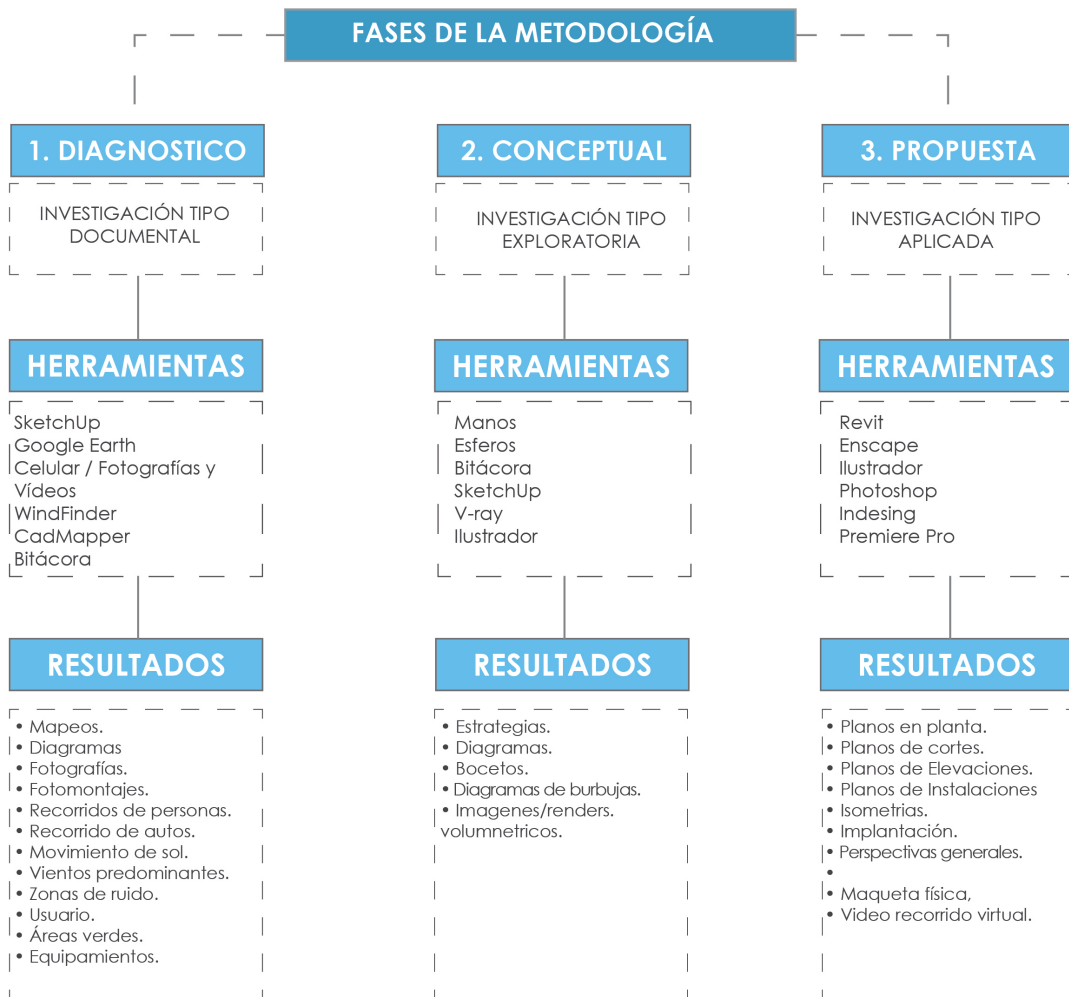 FASES DE LA METODOLOGÍA
1. DIAGNOSTICO
INVESTIGACIÓN TIPO
DOCUMENTAL
HERRAMIENTAS
SketchUp
Google Earth
Celular / Fotografías y
Vídeos
WindFinder
CadMapper
Bitácora
RESULTADOS
• Mapeos.
• Diagramas
• Fotografías.
• Fotomontajes.
• Recorridos de personas.
• Recorrido de autos.
• Movimiento de sol.
• Vientos predominantes.
• Zonas de ruido.
• Usuario.
• Áreas verdes.
• Equipamientos.
2. CONCEPTUAL
INVESTIGACIÓN TIPO
EXPLORATORIA
HERRAMIENTAS
Manos
Esferos
Bitácora
SketchUp
V-ray
Ilustrador
RESULTADOS
• Estrategias.
• Diagramas.
• Bocetos.
• Diagramas de burbujas.
• Imagenes/renders.
volumnetricos.
3. PROPUESTA
INVESTIGACIÓN TIPO
APLICADA
HERRAMIENTAS
Revit
Enscape
Ilustrador
Photoshop
Indesing
Premiere Pro
RESULTADOS
• Planos en planta.
• Planos de cortes.
• Planos de Elevaciones.
• Planos de Instalaciones
• Isometrias.
• Implantación.
• Perspectivas generales.
•
• Maqueta física,
• Video recorrido virtual.